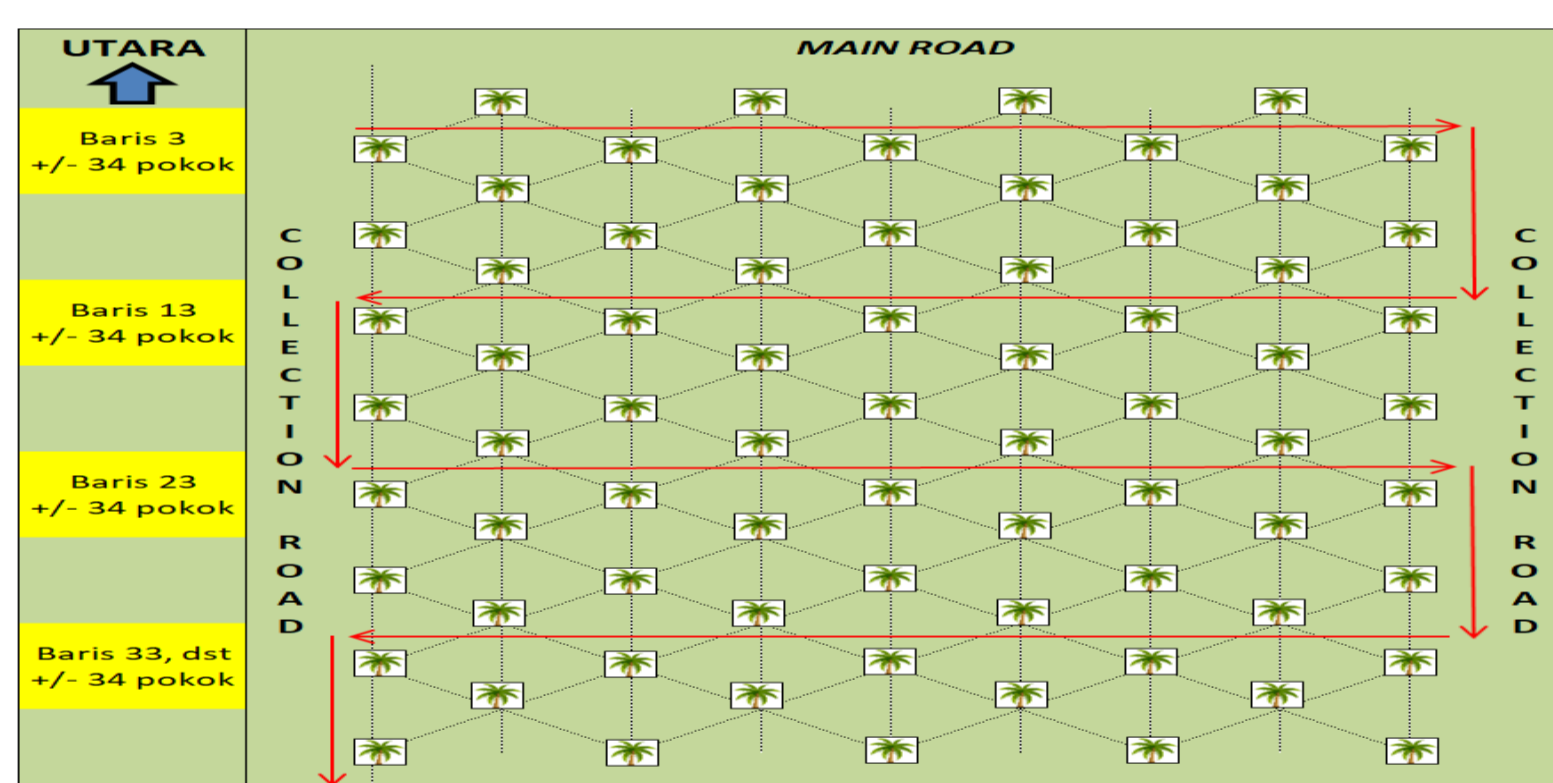 UTARA
MAIN ROAD
Baris 3
+/- 34 pokok
Baris 13
+/- 34 pokok
Baris 23
+/- 34 pokok
Baris 33, dst
+/- 34 pokok
COLLECTION ROAD
COLLECTION ROAD